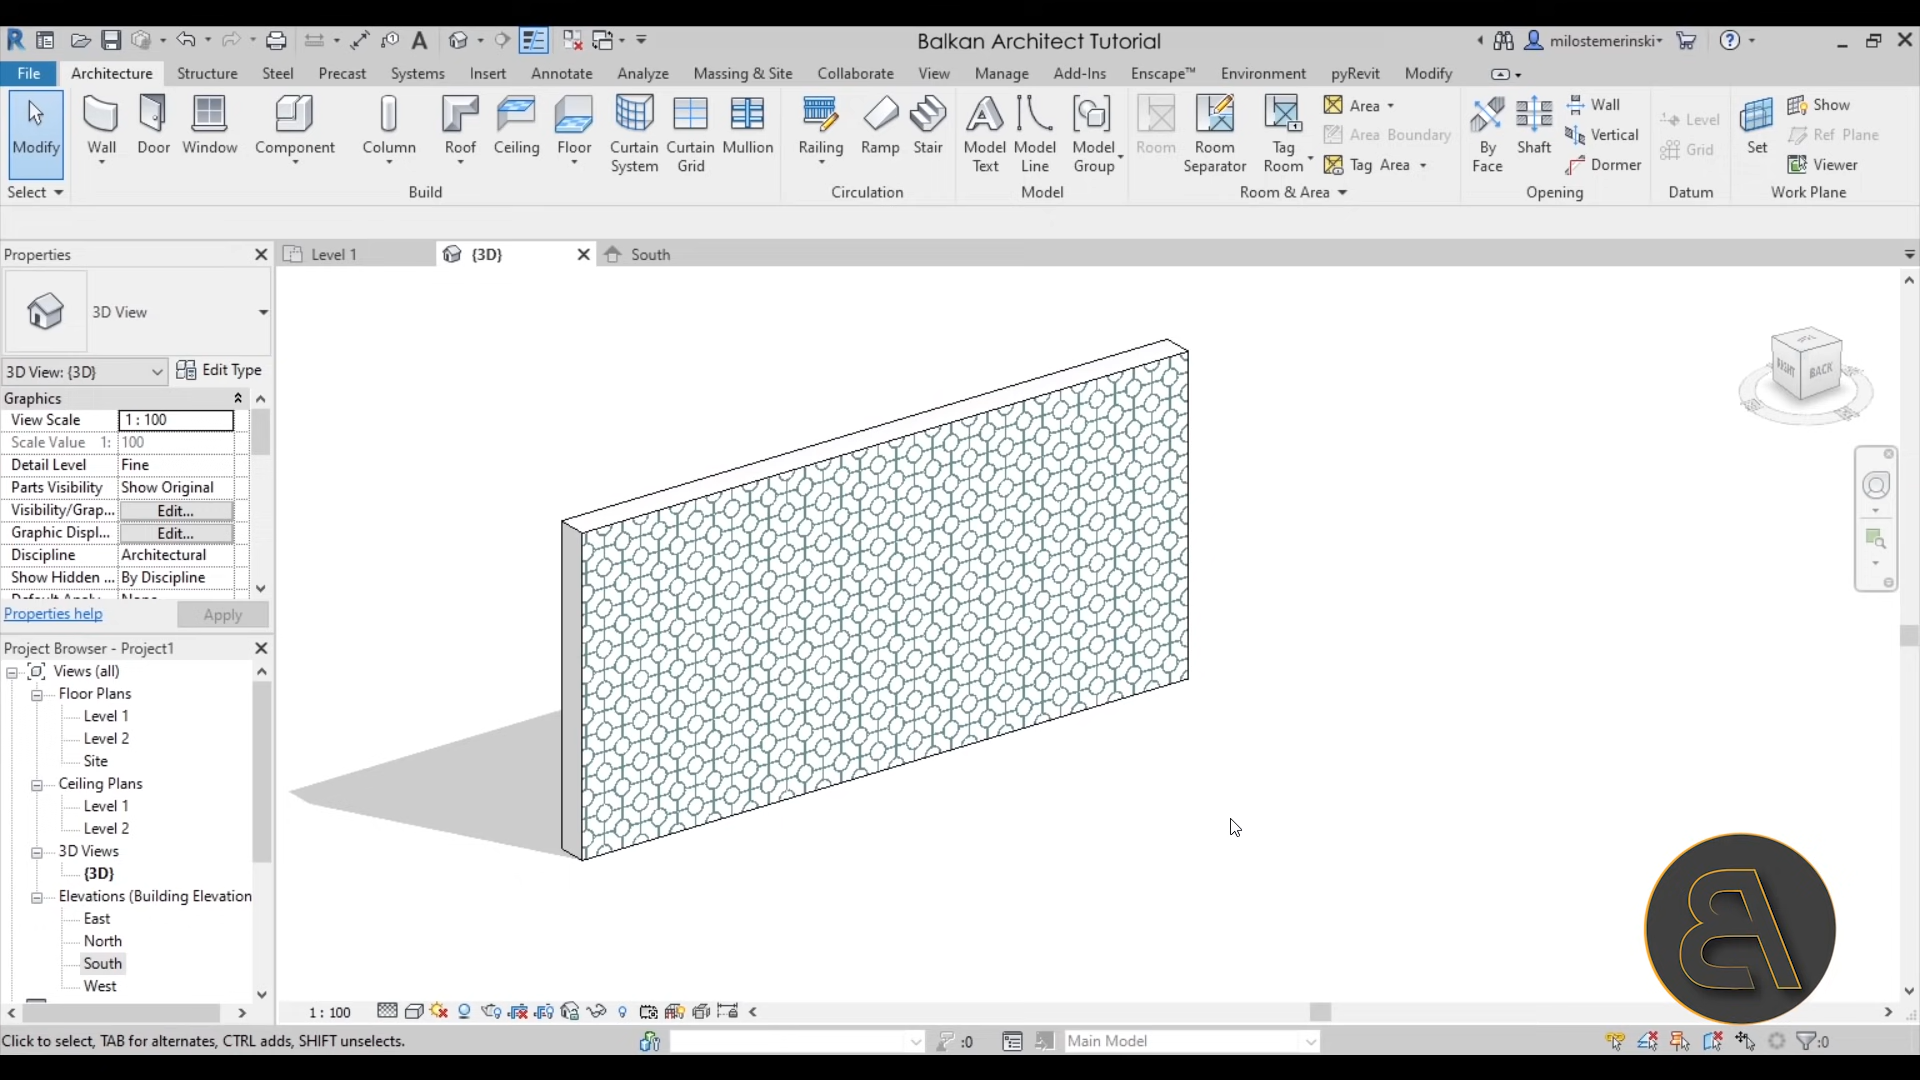 Balkan Architect Tutorial
milostemerinski
File Architecture Structure Steel Precast Systems Insert Annotate Analyze Massing & Site Collaborate View Manage Add-Ins Enscape™ Environment pyRevit Modify
Modify Wall Door Window Component Column Roof Ceiling Floor Curtain System Curtain Grid Mullion Railing Ramp Stair Model Text Model Line Model Group Room Room Separator Tag Room
Area
Area Boundary
Tag Area
By Face Shaft
Wall
Vertical
Dormer
Level
Grid
Set
Show
Ref Plane
Viewer
Select Build Circulation Model Room & Area Opening Datum Work Plane
Properties
Level 1 {3D} South
3D View
3D View: {3D} Edit Type
Graphics
View Scale 1 : 100
Scale Value 1: 100
Detail Level Fine
Parts Visibility Show Original
Visibility/Grap... Edit...
Graphic Displ... Edit...
Discipline Architectural
Show Hidden ... By Discipline
Properties help Apply
RIGHT BACK
Project Browser - Project1
Views (all)
Floor Plans
Level 1
Level 2
Site
Ceiling Plans
Level 1
Level 2
3D Views
{3D}
Elevations (Building Elevation
East
North
South
West
1 : 100
Click to select, TAB for alternates, CTRL adds, SHIFT unselects.
:0
Main Model
:0